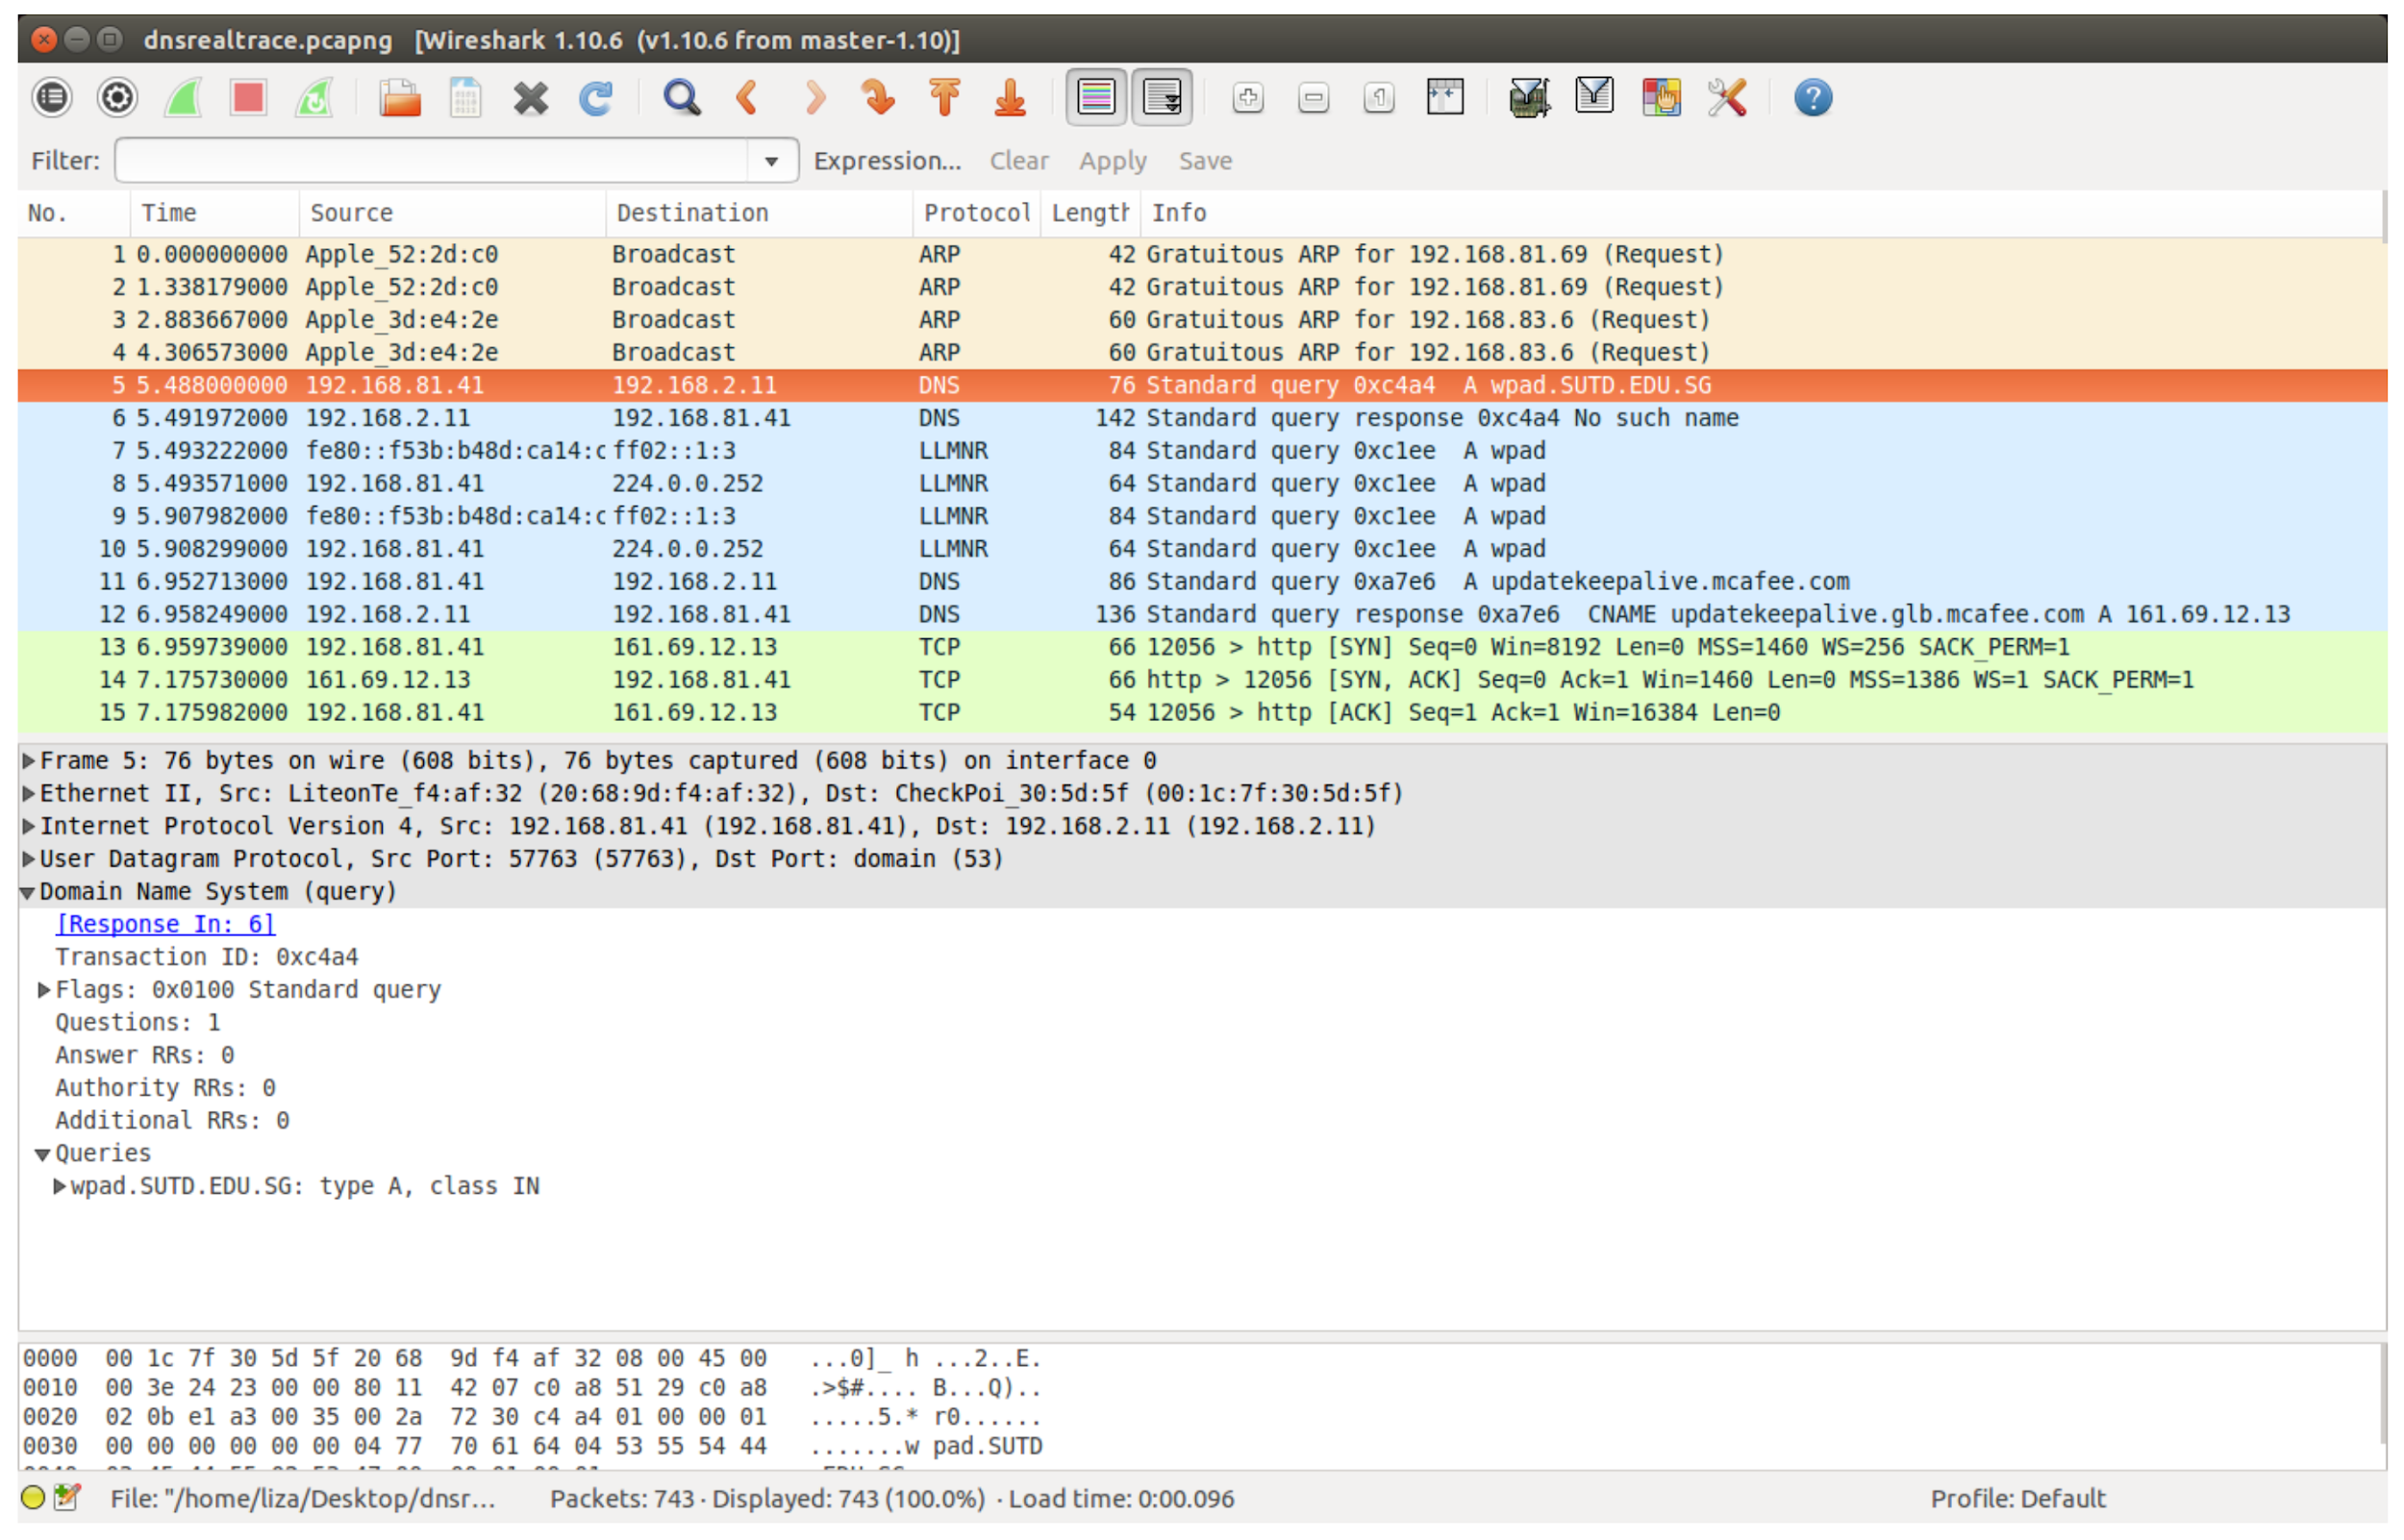 dnsrealtrace.pcapng [Wireshark 1.10.6 (v1.10.6 from master-1.10)]
Filter: Expression... Clear Apply Save
No. Time Source Destination Protocol Length Info
1 0.000000000 Apple_52:2d:c0 Broadcast ARP 42 Gratuitous ARP for 192.168.81.69 (Request)
2 1.338179000 Apple_52:2d:c0 Broadcast ARP 42 Gratuitous ARP for 192.168.81.69 (Request)
3 2.883667000 Apple_3d:e4:2e Broadcast ARP 60 Gratuitous ARP for 192.168.83.6 (Request)
4 4.306573000 Apple_3d:e4:2e Broadcast ARP 60 Gratuitous ARP for 192.168.83.6 (Request)
5 5.488000000 192.168.81.41 192.168.2.11 DNS 76 Standard query 0xc4a4 A wpad.SUTD.EDU.SG
6 5.491972000 192.168.2.11 192.168.81.41 DNS 142 Standard query response 0xc4a4 No such name
7 5.493222000 fe80::f53b:b48d:ca14:c ff02::1:3 LLMNR 84 Standard query 0xc1ee A wpad
8 5.493571000 192.168.81.41 224.0.0.252 LLMNR 64 Standard query 0xc1ee A wpad
9 5.907982000 fe80::f53b:b48d:ca14:c ff02::1:3 LLMNR 84 Standard query 0xc1ee A wpad
10 5.908299000 192.168.81.41 224.0.0.252 LLMNR 64 Standard query 0xc1ee A wpad
11 6.952713000 192.168.81.41 192.168.2.11 DNS 86 Standard query 0xa7e6 A updatekeepalive.mcafee.com
12 6.958249000 192.168.2.11 192.168.81.41 DNS 136 Standard query response 0xa7e6 CNAME updatekeepalive.glb.mcafee.com A 161.69.12.13
13 6.959739000 192.168.81.41 161.69.12.13 TCP 66 12056 > http [SYN] Seq=0 Win=8192 Len=0 MSS=1460 WS=256 SACK_PERM=1
14 7.175730000 161.69.12.13 192.168.81.41 TCP 66 http > 12056 [SYN, ACK] Seq=0 Ack=1 Win=1460 Len=0 MSS=1386 WS=1 SACK_PERM=1
15 7.175982000 192.168.81.41 161.69.12.13 TCP 54 12056 > http [ACK] Seq=1 Ack=1 Win=16384 Len=0
Frame 5: 76 bytes on wire (608 bits), 76 bytes captured (608 bits) on interface 0
Ethernet II, Src: LiteonTe_f4:af:32 (20:68:9d:f4:af:32), Dst: CheckPoi_30:5d:5f (00:1c:7f:30:5d:5f)
Internet Protocol Version 4, Src: 192.168.81.41 (192.168.81.41), Dst: 192.168.2.11 (192.168.2.11)
User Datagram Protocol, Src Port: 57763 (57763), Dst Port: domain (53)
Domain Name System (query)
[Response In: 6]
Transaction ID: 0xc4a4
Flags: 0x0100 Standard query
Questions: 1
Answer RRs: 0
Authority RRs: 0
Additional RRs: 0
Queries
wpad.SUTD.EDU.SG: type A, class IN
0000 00 1c 7f 30 5d 5f 20 68 9d f4 af 32 08 00 45 00 ...0]_ h ...2..E.
0010 00 3e 24 23 00 00 80 11 42 07 c0 a8 51 29 c0 a8 .>$#.... B...Q)..
0020 02 0b e1 a3 00 35 00 2a 72 30 c4 a4 01 00 00 01 .....5.* r0......
0030 00 00 00 00 00 00 04 77 70 61 64 04 53 55 54 44 .......w pad.SUTD
File: "/home/liza/Desktop/dnsr... Packets: 743 · Displayed: 743 (100.0%) · Load time: 0:00.096 Profile: Default